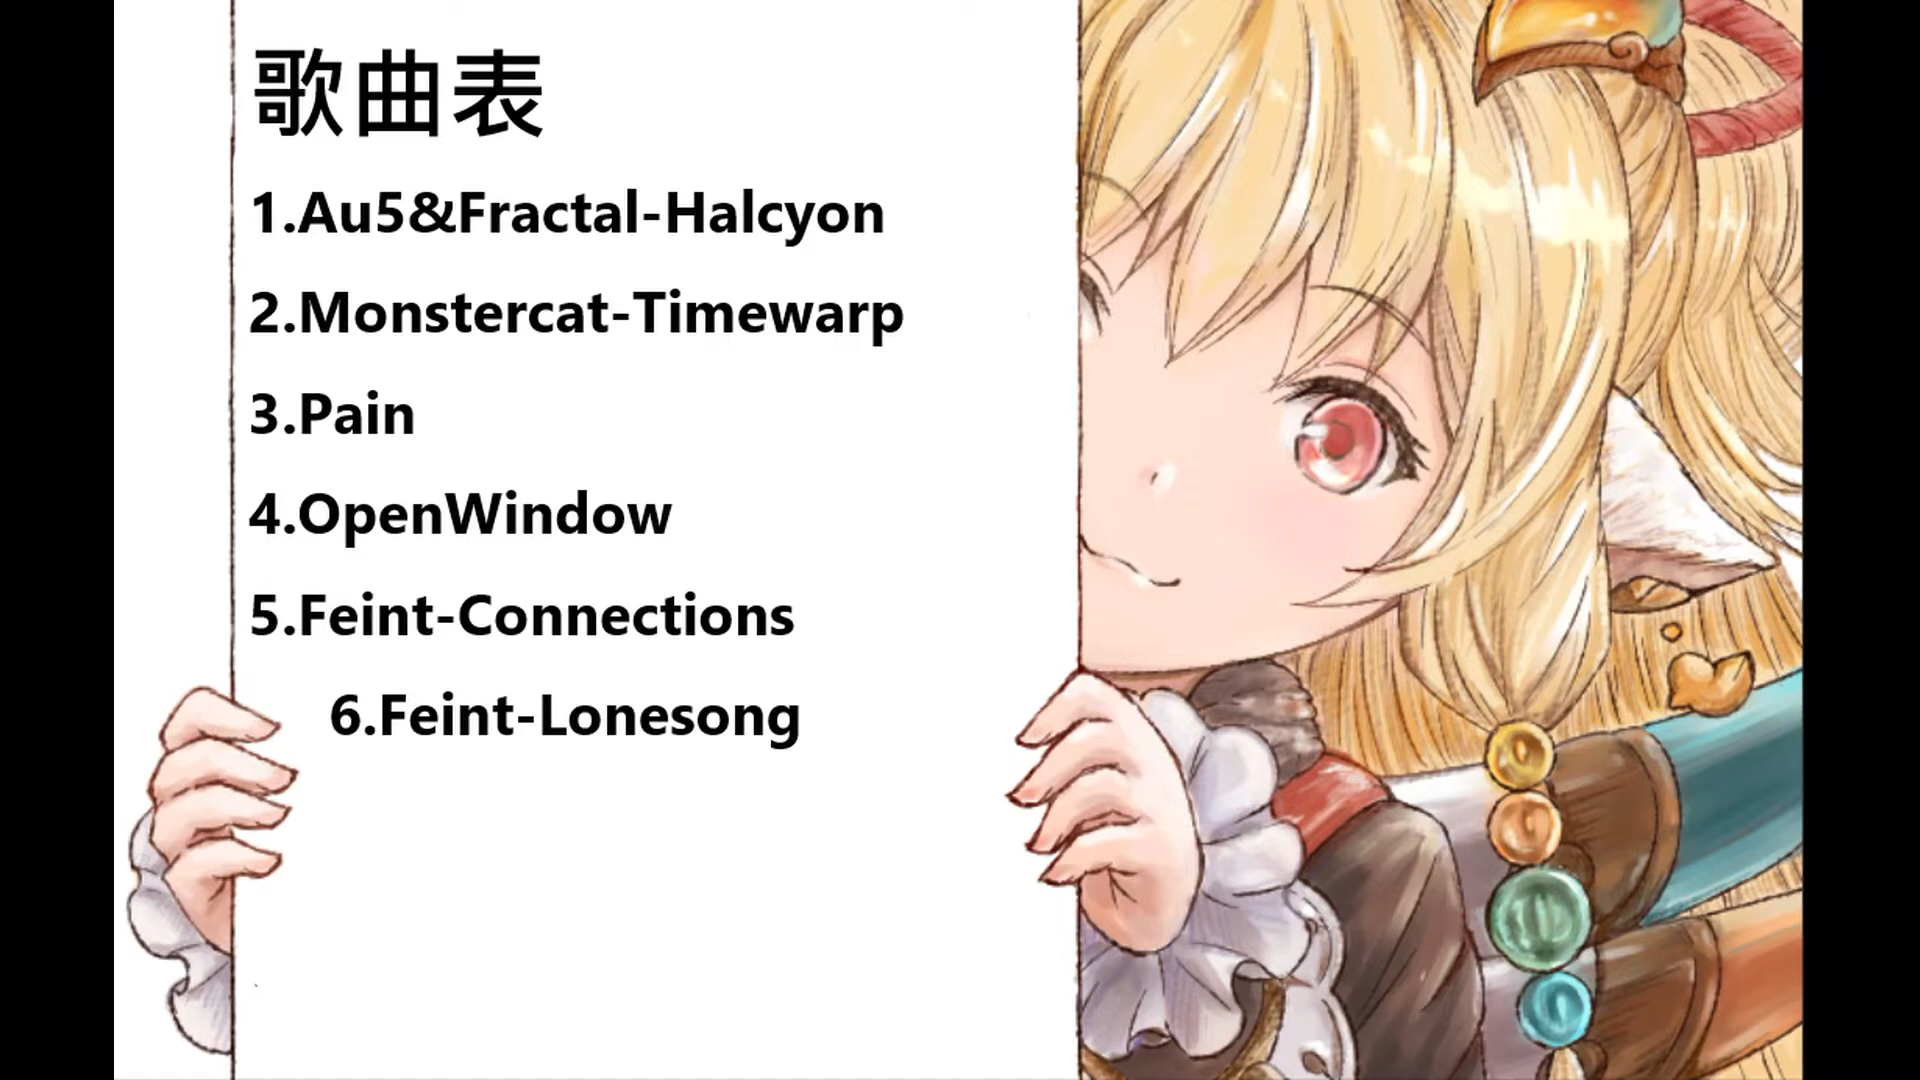 歌曲表
1.Au5&Fractal-Halcyon
2.Monstercat-Timewarp
3.Pain
4.OpenWindow
5.Feint-Connections
6.Feint-Lonesong